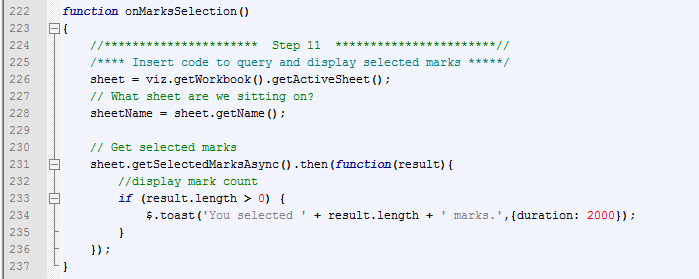 222 function onMarksSelection()
223 {
224 //********************* Step 11 ***********************//
225 /**** Insert code to query and display selected marks *****/
226 sheet = viz.getWorkbook().getActiveSheet();
227 // What sheet are we sitting on?
228 sheetName = sheet.getName();
229
230 // Get selected marks
231 sheet.getSelectedMarksAsync().then(function(result){
232 //display mark count
233 if (result.length > 0) {
234 $.toast('You selected ' + result.length + ' marks.',{duration: 2000});
235 }
236 });
237 }